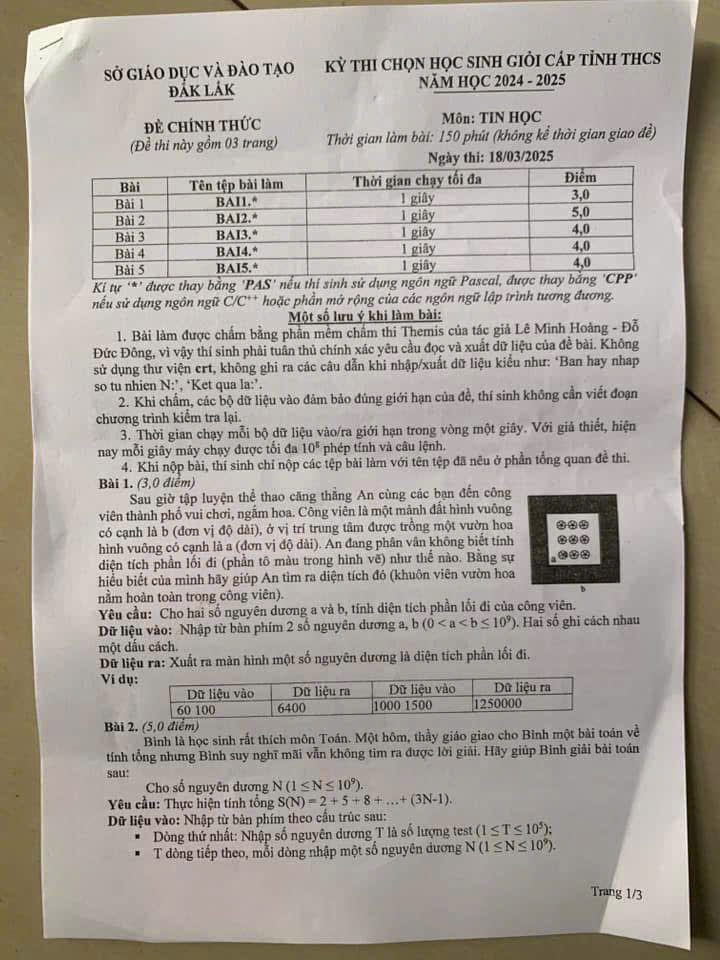 SỞ GIÁO DỤC VÀ ĐÀO TẠO
ĐẮK LẮK
KỲ THI CHỌN HỌC SINH GIỎI CẤP TỈNH THCS
NĂM HỌC 2024 - 2025
ĐỀ CHÍNH THỨC
(Đề thi này gồm 03 trang)
Môn: TIN HỌC
Thời gian làm bài: 150 phút (không kể thời gian giao đề)
Ngày thi: 18/03/2025
Bài Tên tệp bài làm Thời gian chạy tối đa Điểm
Bài 1 BAI1.* 1 giây 3,0
Bài 2 BAI2.* 1 giây 5,0
Bài 3 BAI3.* 1 giây 4,0
Bài 4 BAI4.* 1 giây 4,0
Bài 5 BAI5.* 1 giây 4,0
Kí tự '*' được thay bằng 'PAS' nếu thí sinh sử dụng ngôn ngữ Pascal, được thay bằng 'CPP'
nếu sử dụng ngôn ngữ C/C++ hoặc phần mở rộng của các ngôn ngữ lập trình tương đương.
Một số lưu ý khi làm bài:
1. Bài làm được chấm bằng phần mềm chấm thi Themis của tác giả Lê Minh Hoàng - Đỗ
Đức Đông, vì vậy thí sinh phải tuân thủ chính xác yêu cầu đọc và xuất dữ liệu của đề bài. Không
sử dụng thư viện crt, không ghi ra các câu dẫn khi nhập/xuất dữ liệu kiểu như: 'Ban hay nhap
so tu nhien N:', 'Ket qua la:'.
2. Khi chấm, các bộ dữ liệu vào đảm bảo đúng giới hạn của đề, thí sinh không cần viết đoạn
chương trình kiểm tra lại.
3. Thời gian chạy mỗi bộ dữ liệu vào/ra giới hạn trong vòng một giây. Với giả thiết, hiện
nay mỗi giây máy chạy được tối đa 10⁸ phép tính và câu lệnh.
4. Khi nộp bài, thí sinh chỉ nộp các tệp bài làm với tên tệp đã nêu ở phần tổng quan đề thi.
Bài 1. (3,0 điểm)
Sau giờ tập luyện thể thao căng thẳng An cùng các bạn đến công
viên thành phố vui chơi, ngắm hoa. Công viên là một mảnh đất hình vuông
có cạnh là b (đơn vị độ dài), ở vị trí trung tâm được trồng một vườn hoa
hình vuông có cạnh là a (đơn vị độ dài). An đang phân vân không biết tính
diện tích phần lối đi (phần tô màu trong hình vẽ) như thế nào. Bằng sự
hiểu biết của mình hãy giúp An tìm ra diện tích đó (khuôn viên vườn hoa
nằm hoàn toàn trong công viên).
a
b
Yêu cầu: Cho hai số nguyên dương a và b, tính diện tích phần lối đi của công viên.
Dữ liệu vào: Nhập từ bàn phím 2 số nguyên dương a, b (0 < a < b ≤ 10⁹). Hai số ghi cách nhau
một dấu cách.
Dữ liệu ra: Xuất ra màn hình một số nguyên dương là diện tích phần lối đi.
Ví dụ:
Dữ liệu vào Dữ liệu ra Dữ liệu vào Dữ liệu ra
60 100 6400 1000 1500 1250000
Bài 2. (5,0 điểm)
Bình là học sinh rất thích môn Toán. Một hôm, thầy giáo giao cho Bình một bài toán về
tính tổng nhưng Bình suy nghĩ mãi vẫn không tìm ra được lời giải. Hãy giúp Bình giải bài toán
sau:
Cho số nguyên dương N (1 ≤ N ≤ 10⁹).
Yêu cầu: Thực hiện tính tổng S(N) = 2 + 5 + 8 + ...+ (3N-1).
Dữ liệu vào: Nhập từ bàn phím theo cấu trúc sau:
▪ Dòng thứ nhất: Nhập số nguyên dương T là số lượng test (1 ≤ T ≤ 10⁵);
▪ T dòng tiếp theo, mỗi dòng nhập một số nguyên dương N (1 ≤ N ≤ 10⁹).
Trang 1/3